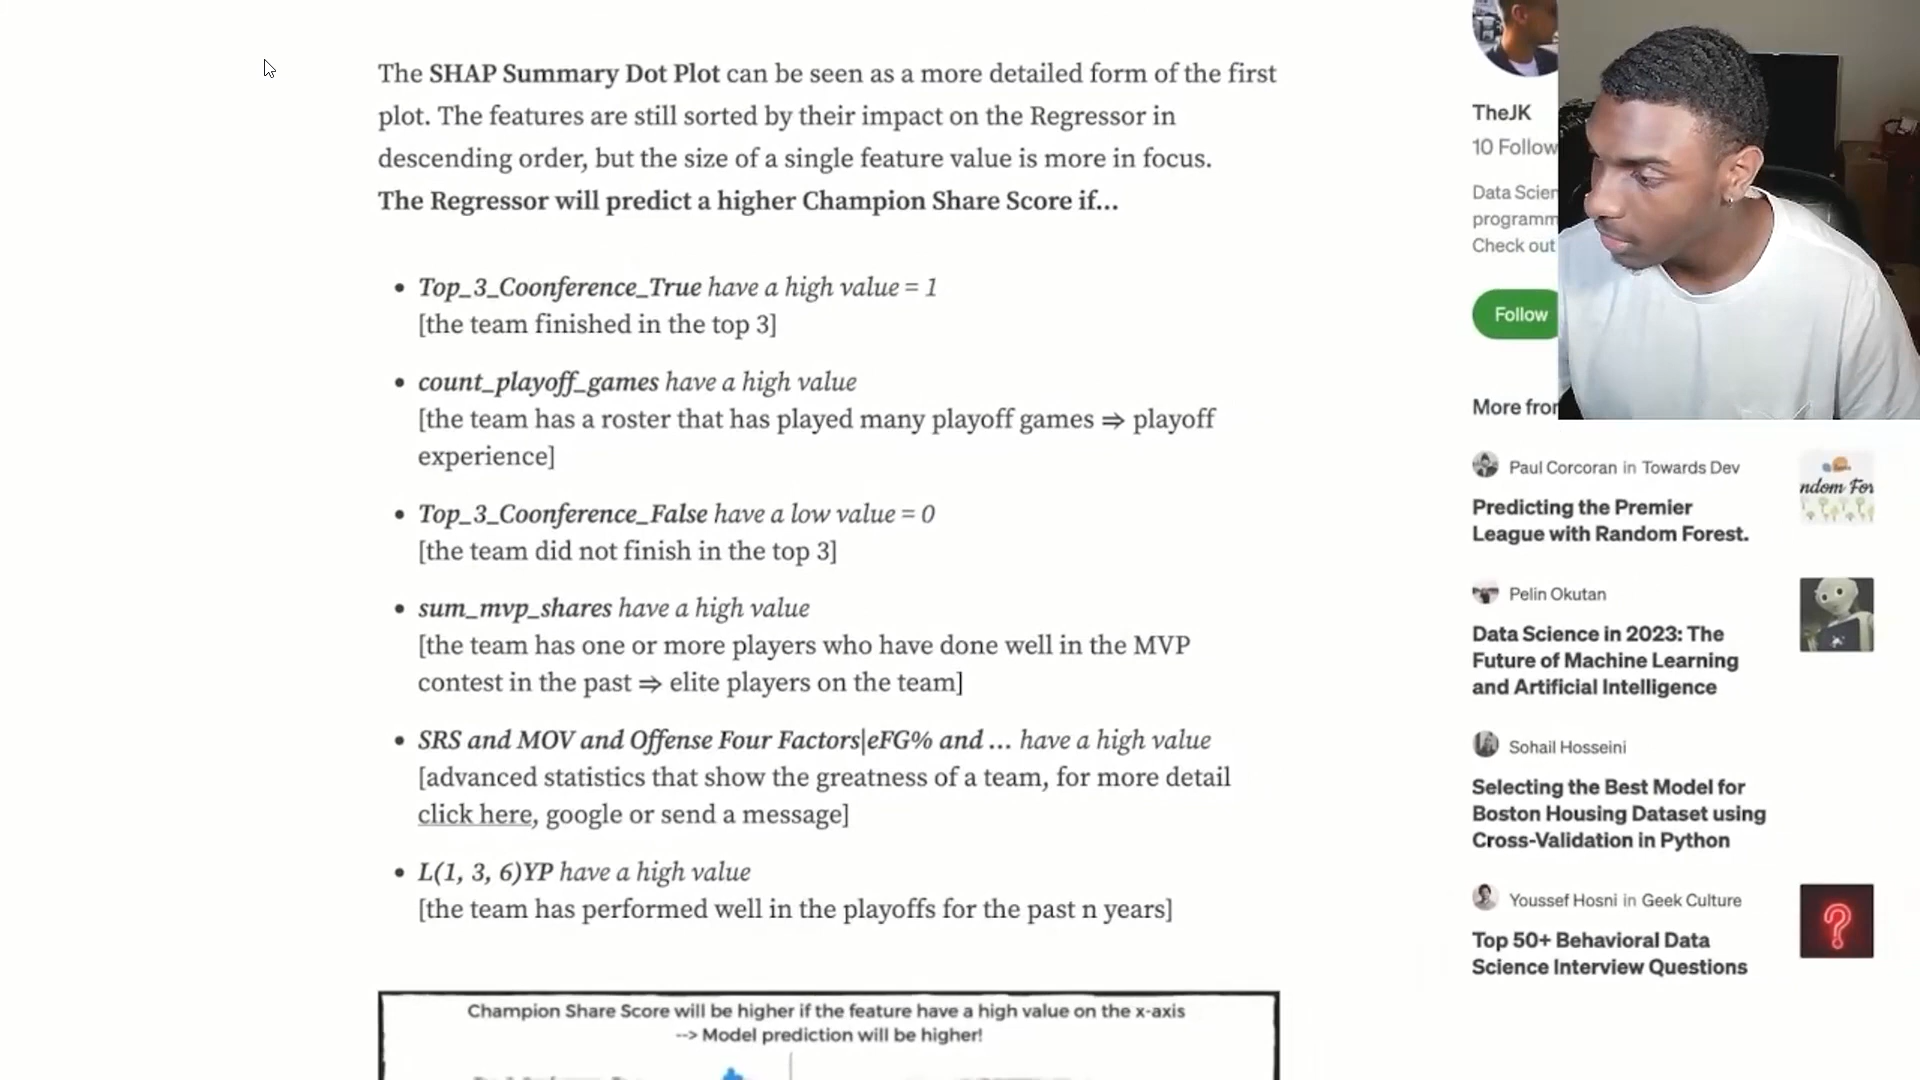 The SHAP Summary Dot Plot can be seen as a more detailed form of the first
plot. The features are still sorted by their impact on the Regressor in
descending order, but the size of a single feature value is more in focus.
The Regressor will predict a higher Champion Share Score if...
• Top_3_Coonference_True have a high value = 1
[the team finished in the top 3]
• count_playoff_games have a high value
[the team has a roster that has played many playoff games ⇒ playoff
experience]
• Top_3_Coonference_False have a low value = 0
[the team did not finish in the top 3]
• sum_mvp_shares have a high value
[the team has one or more players who have done well in the MVP
contest in the past ⇒ elite players on the team]
• SRS and MOV and Offense Four Factors|eFG% and ... have a high value
[advanced statistics that show the greatness of a team, for more detail
click here, google or send a message]
• L(1, 3, 6)YP have a high value
[the team has performed well in the playoffs for the past n years]
Champion Share Score will be higher if the feature have a high value on the x-axis
--> Model prediction will be higher!
TheJK
10 Follow
Data Scien
programm
Check out
Follow
More from
Paul Corcoran in Towards Dev
Predicting the Premier
League with Random Forest.
ndom For
Pelin Okutan
Data Science in 2023: The
Future of Machine Learning
and Artificial Intelligence
Sohail Hosseini
Selecting the Best Model for
Boston Housing Dataset using
Cross-Validation in Python
Youssef Hosni in Geek Culture
Top 50+ Behavioral Data
Science Interview Questions
?